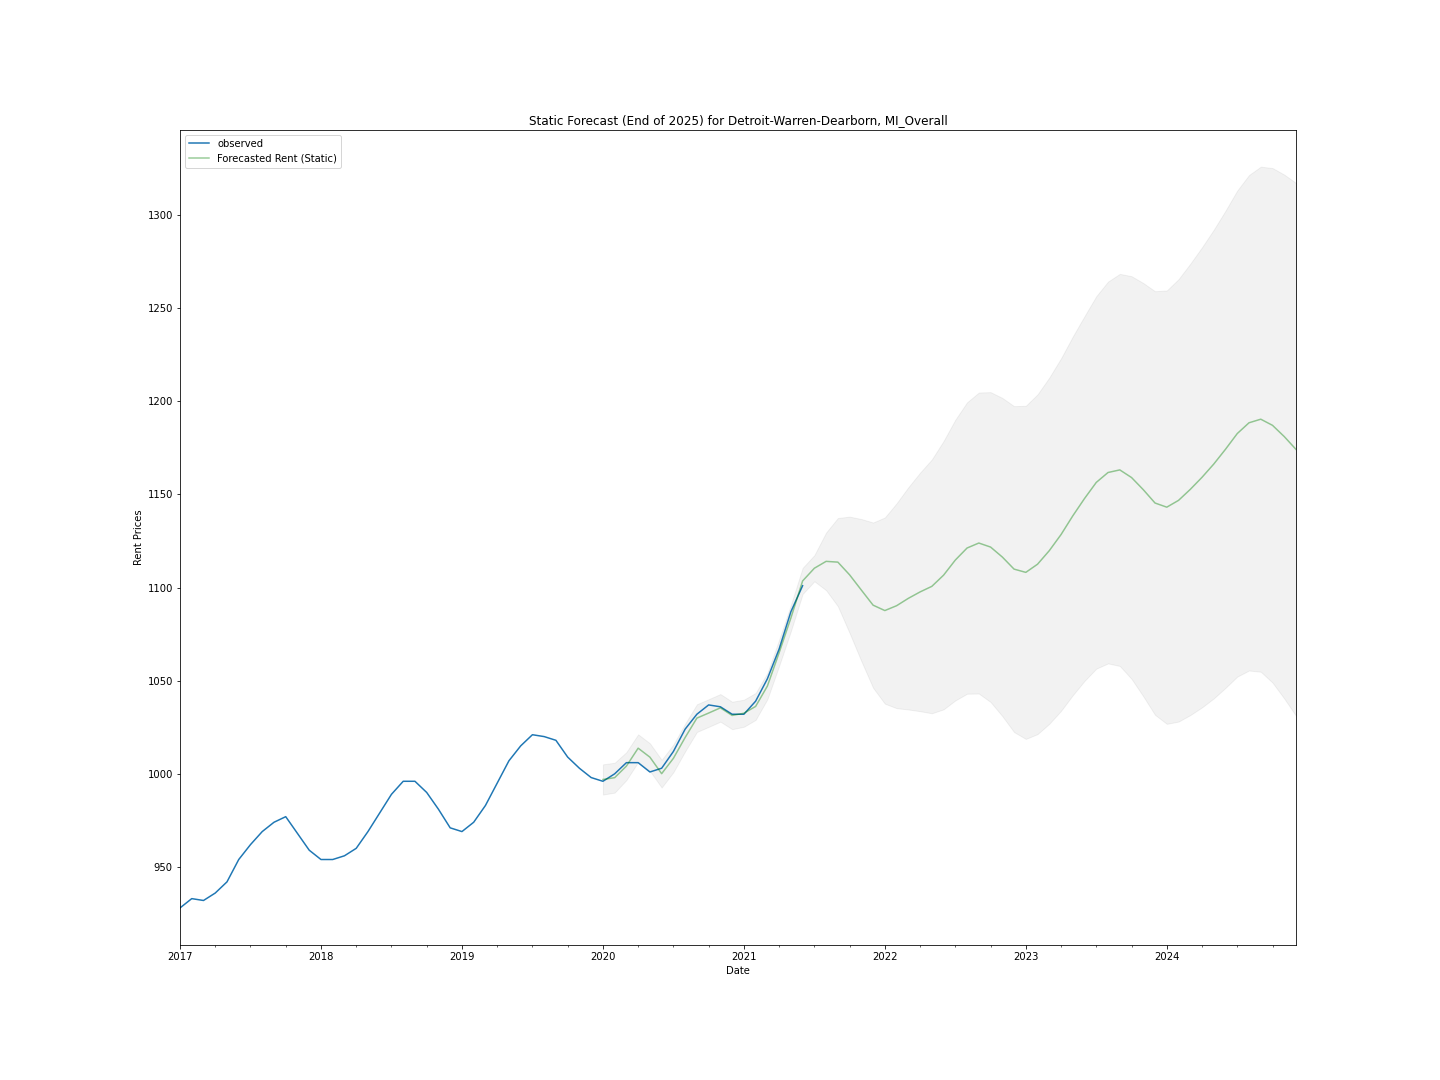 Static Forecast (End of 2025) for Detroit-Warren-Dearborn, MI_Overall
observed
Forecasted Rent (Static)
1300
1250
1200
1150
1100
1050
1000
950
Rent Prices
2017 2018 2019 2020 2021 2022 2023 2024
Date